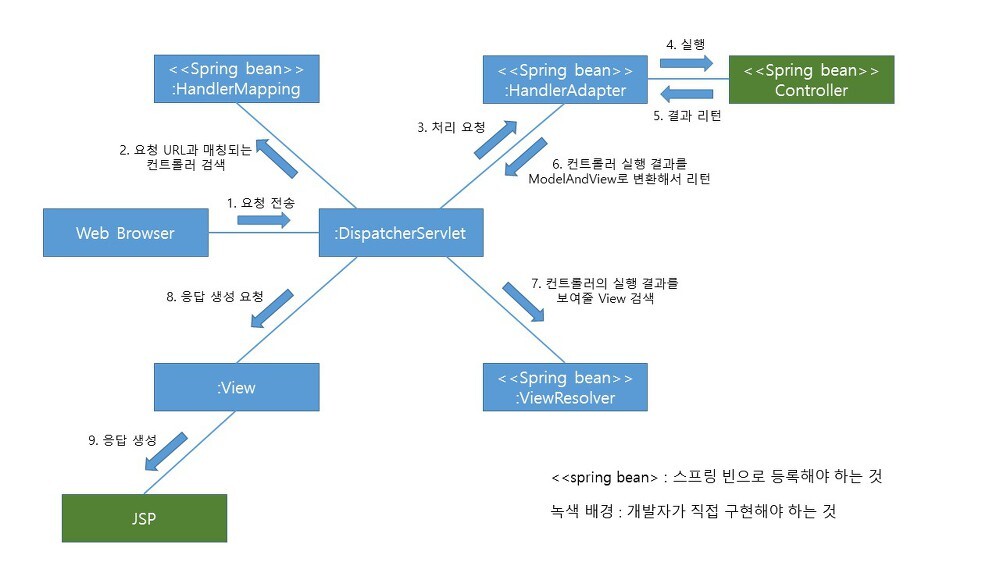 4. 실행
<<Spring bean>>
:HandlerMapping
<<Spring bean>>
:HandlerAdapter
<<Spring bean>>
Controller
5. 결과 리턴
3. 처리 요청
2. 요청 URL과 매칭되는
컨트롤러 검색
6. 컨트롤러 실행 결과를
ModelAndView로 변환해서 리턴
1. 요청 전송
Web Browser
:DispatcherServlet
8. 응답 생성 요청
7. 컨트롤러의 실행 결과를
보여줄 View 검색
:View
<<Spring bean>>
:ViewResolver
9. 응답 생성
JSP
<<spring bean> : 스프링 빈으로 등록해야 하는 것
녹색 배경 : 개발자가 직접 구현해야 하는 것